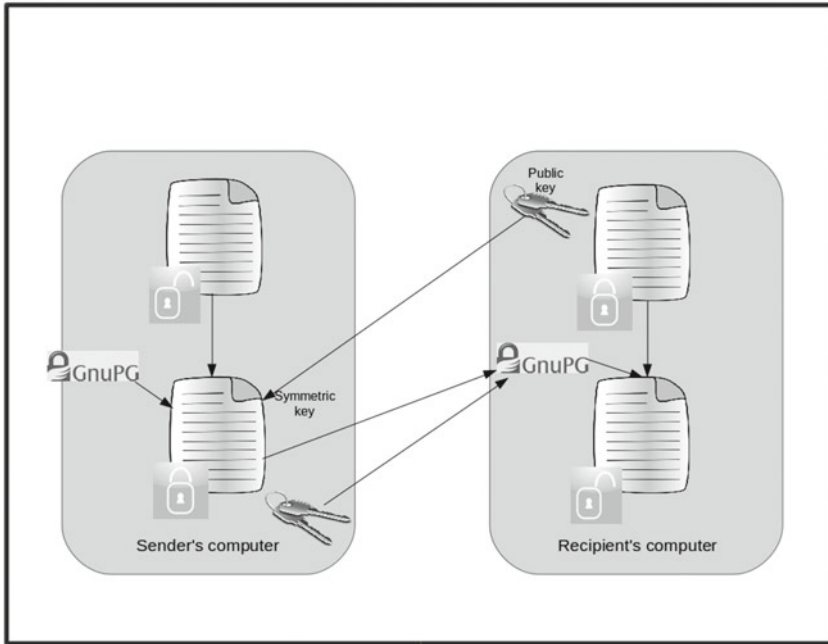 Public
key
GnuPG
GnuPG
Symmetric
key
Sender's computer
Recipient's computer